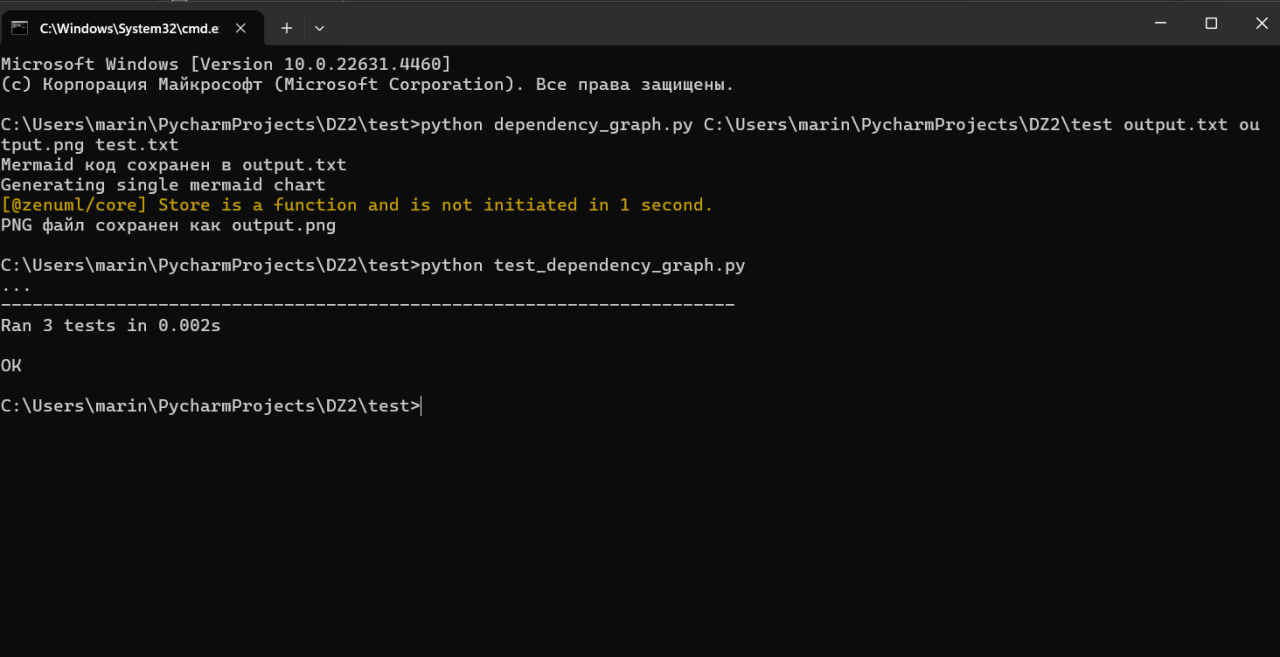 C:\Windows\System32\cmd.e
Microsoft Windows [Version 10.0.22631.4460]
(c) Корпорация Майкрософт (Microsoft Corporation). Все права защищены.
C:\Users\marin\PycharmProjects\DZ2\test>python dependency_graph.py C:\Users\marin\PycharmProjects\DZ2\test output.txt ou
tput.png test.txt
Mermaid код сохранен в output.txt
Generating single mermaid chart
[@zenuml/core] Store is a function and is not initiated in 1 second.
PNG файл сохранен как output.png
C:\Users\marin\PycharmProjects\DZ2\test>python test_dependency_graph.py
...
----------------------------------------------------------------------
Ran 3 tests in 0.002s
OK
C:\Users\marin\PycharmProjects\DZ2\test>